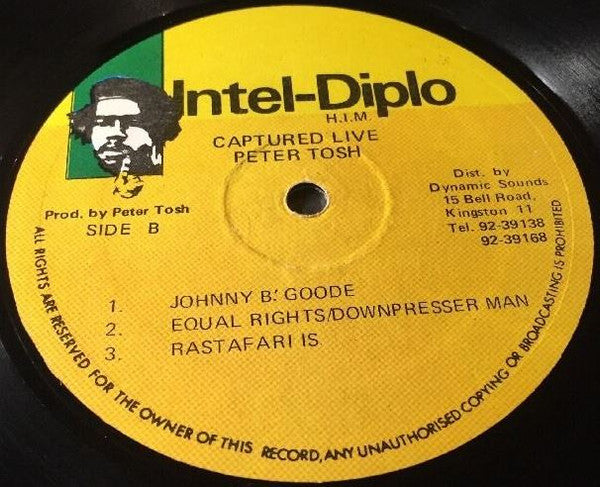 Intel-Diplo
H.I.M.
CAPTURED LIVE
PETER TOSH
Prod. by Peter Tosh
SIDE B
Dist. by
Dynamic Sounds
15 Bell Road,
Kingston 11
Tel. 92-39138
92-39168
1. JOHNNY B.' GOODE
2. EQUAL RIGHTS/DOWNPRESSER MAN
3. RASTAFARI IS
ALL RIGHTS ARE RESERVED FOR THE OWNER OF THIS RECORD, ANY UNAUTHORISED COPYING OR BROADCASTING IS PROHIBITED